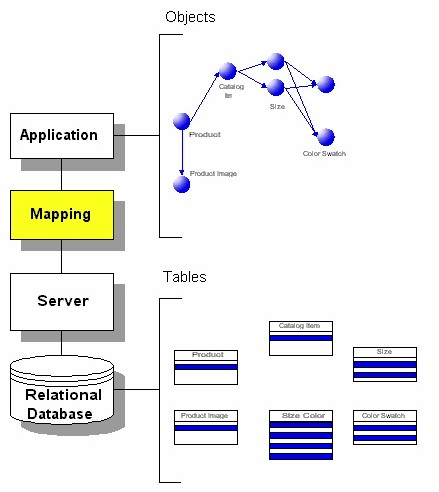 Objects
Catalog
Itm
Size
Product
Color Swatch
Product Image
Application
Mapping
Server
Relational
Database
Tables
Catalog Item
Product
Size
Product Image
Size Color
Color Swatch